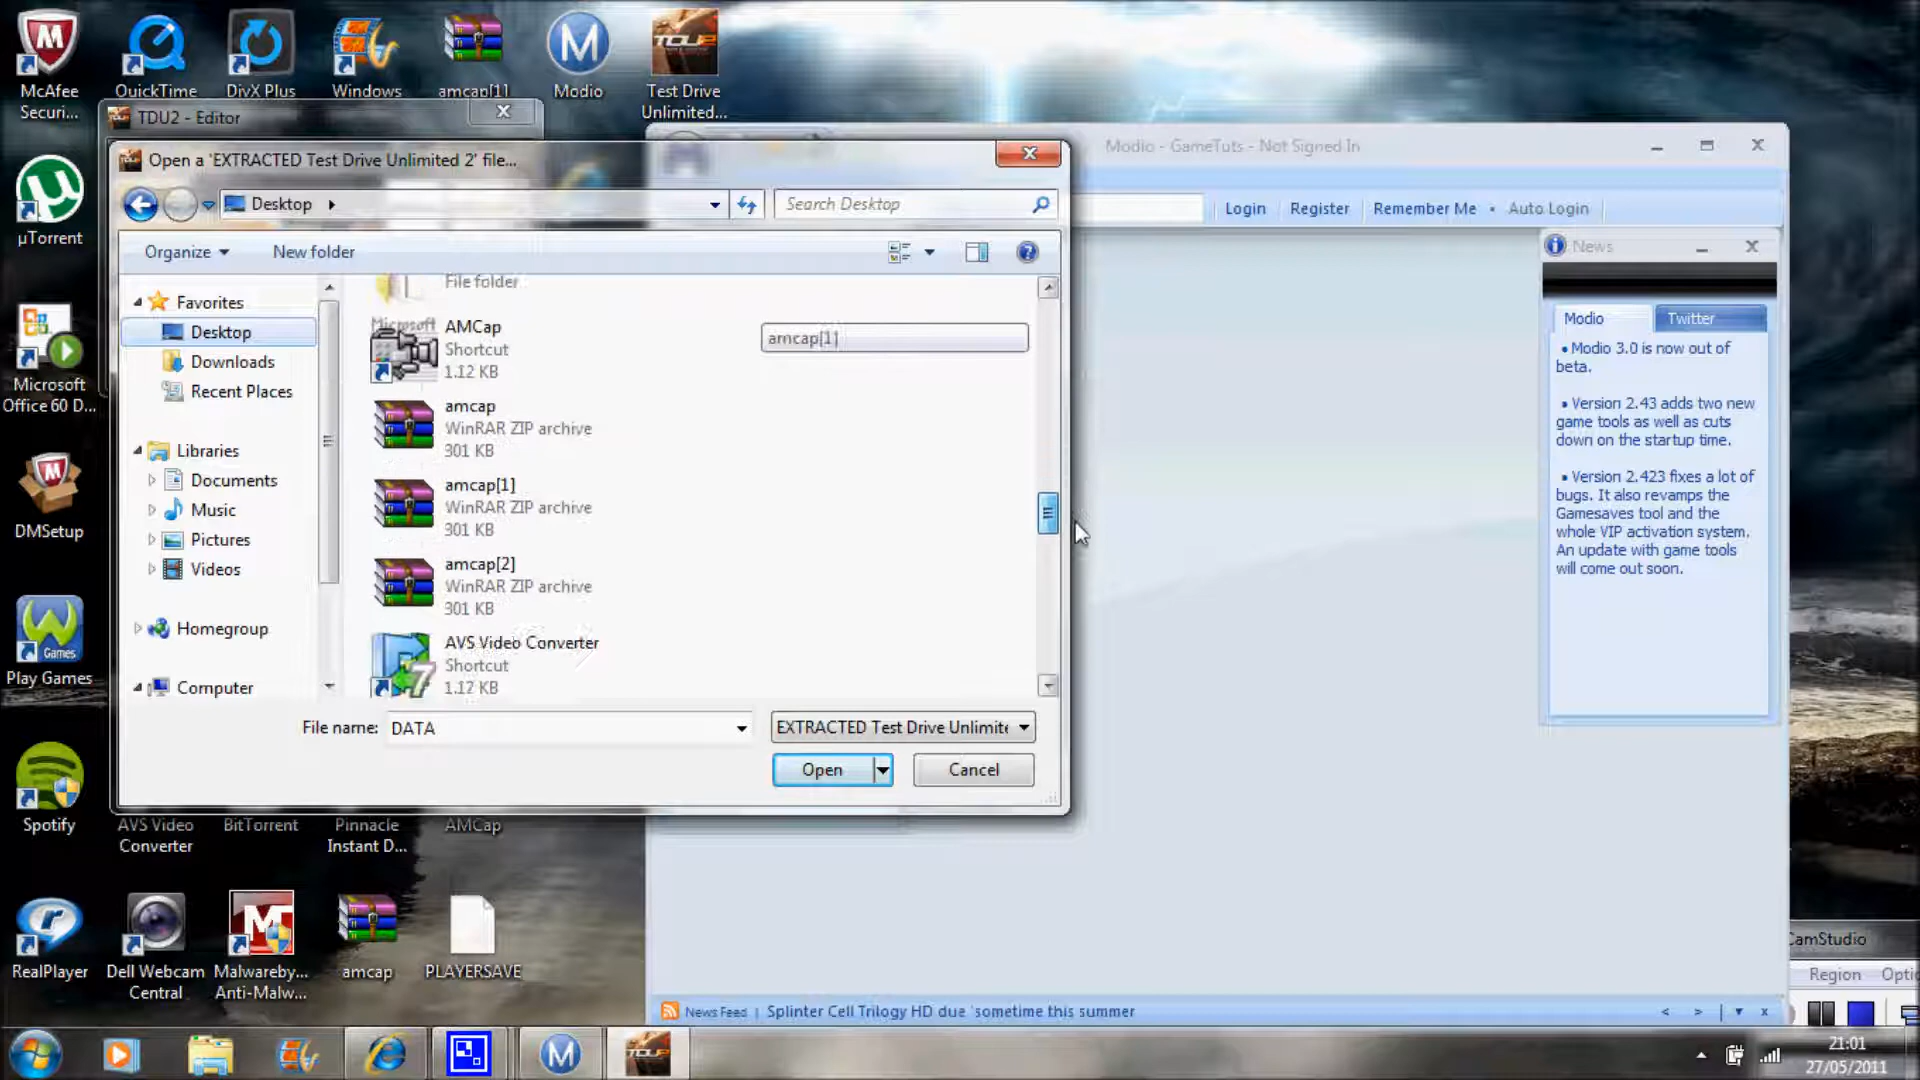 McAfee
Securi...
QuickTime
DivX Plus
Windows
amcap[1]
Modio
Test Drive
Unlimited...
TDU2 - Editor
Open a 'EXTRACTED Test Drive Unlimited 2' file...
Modio - GameTuts - Not Signed In
Desktop
Search Desktop
Login
Register
Remember Me
Auto Login
µTorrent
Organize
New folder
News
File folder
Favorites
Desktop
Downloads
Recent Places
Libraries
Documents
Music
Pictures
Videos
Homegroup
Computer
Microsoft
AMCap
Shortcut
1.12 KB
amcap[1]
amcap
WinRAR ZIP archive
301 KB
amcap[1]
WinRAR ZIP archive
301 KB
amcap[2]
WinRAR ZIP archive
301 KB
AVS Video Converter
Shortcut
1.17 KB
Modio
Twitter
• Modio 3.0 is now out of
beta.
• Version 2.43 adds two new
game tools as well as cuts
down on the startup time.
• Version 2.423 fixes a lot of
bugs. It also revamps the
Gamesaves tool and the
whole VIP activation system.
An update with game tools
will come out soon.
Microsoft
Office 60 D...
DMSetup
Games
Play Games
File name:
DATA
EXTRACTED Test Drive Unlimite
Open
Cancel
Spotify
AVS Video
Converter
BitTorrent
Pinnacle
Instant D...
AMCap
RealPlayer
Dell Webcam
Central
Malwareby...
Anti-Malw...
amcap
PLAYERSAVE
CamStudio
Region
Optio
News Feed
Splinter Cell Trilogy HD due 'sometime this summer
21:01
27/05/2011